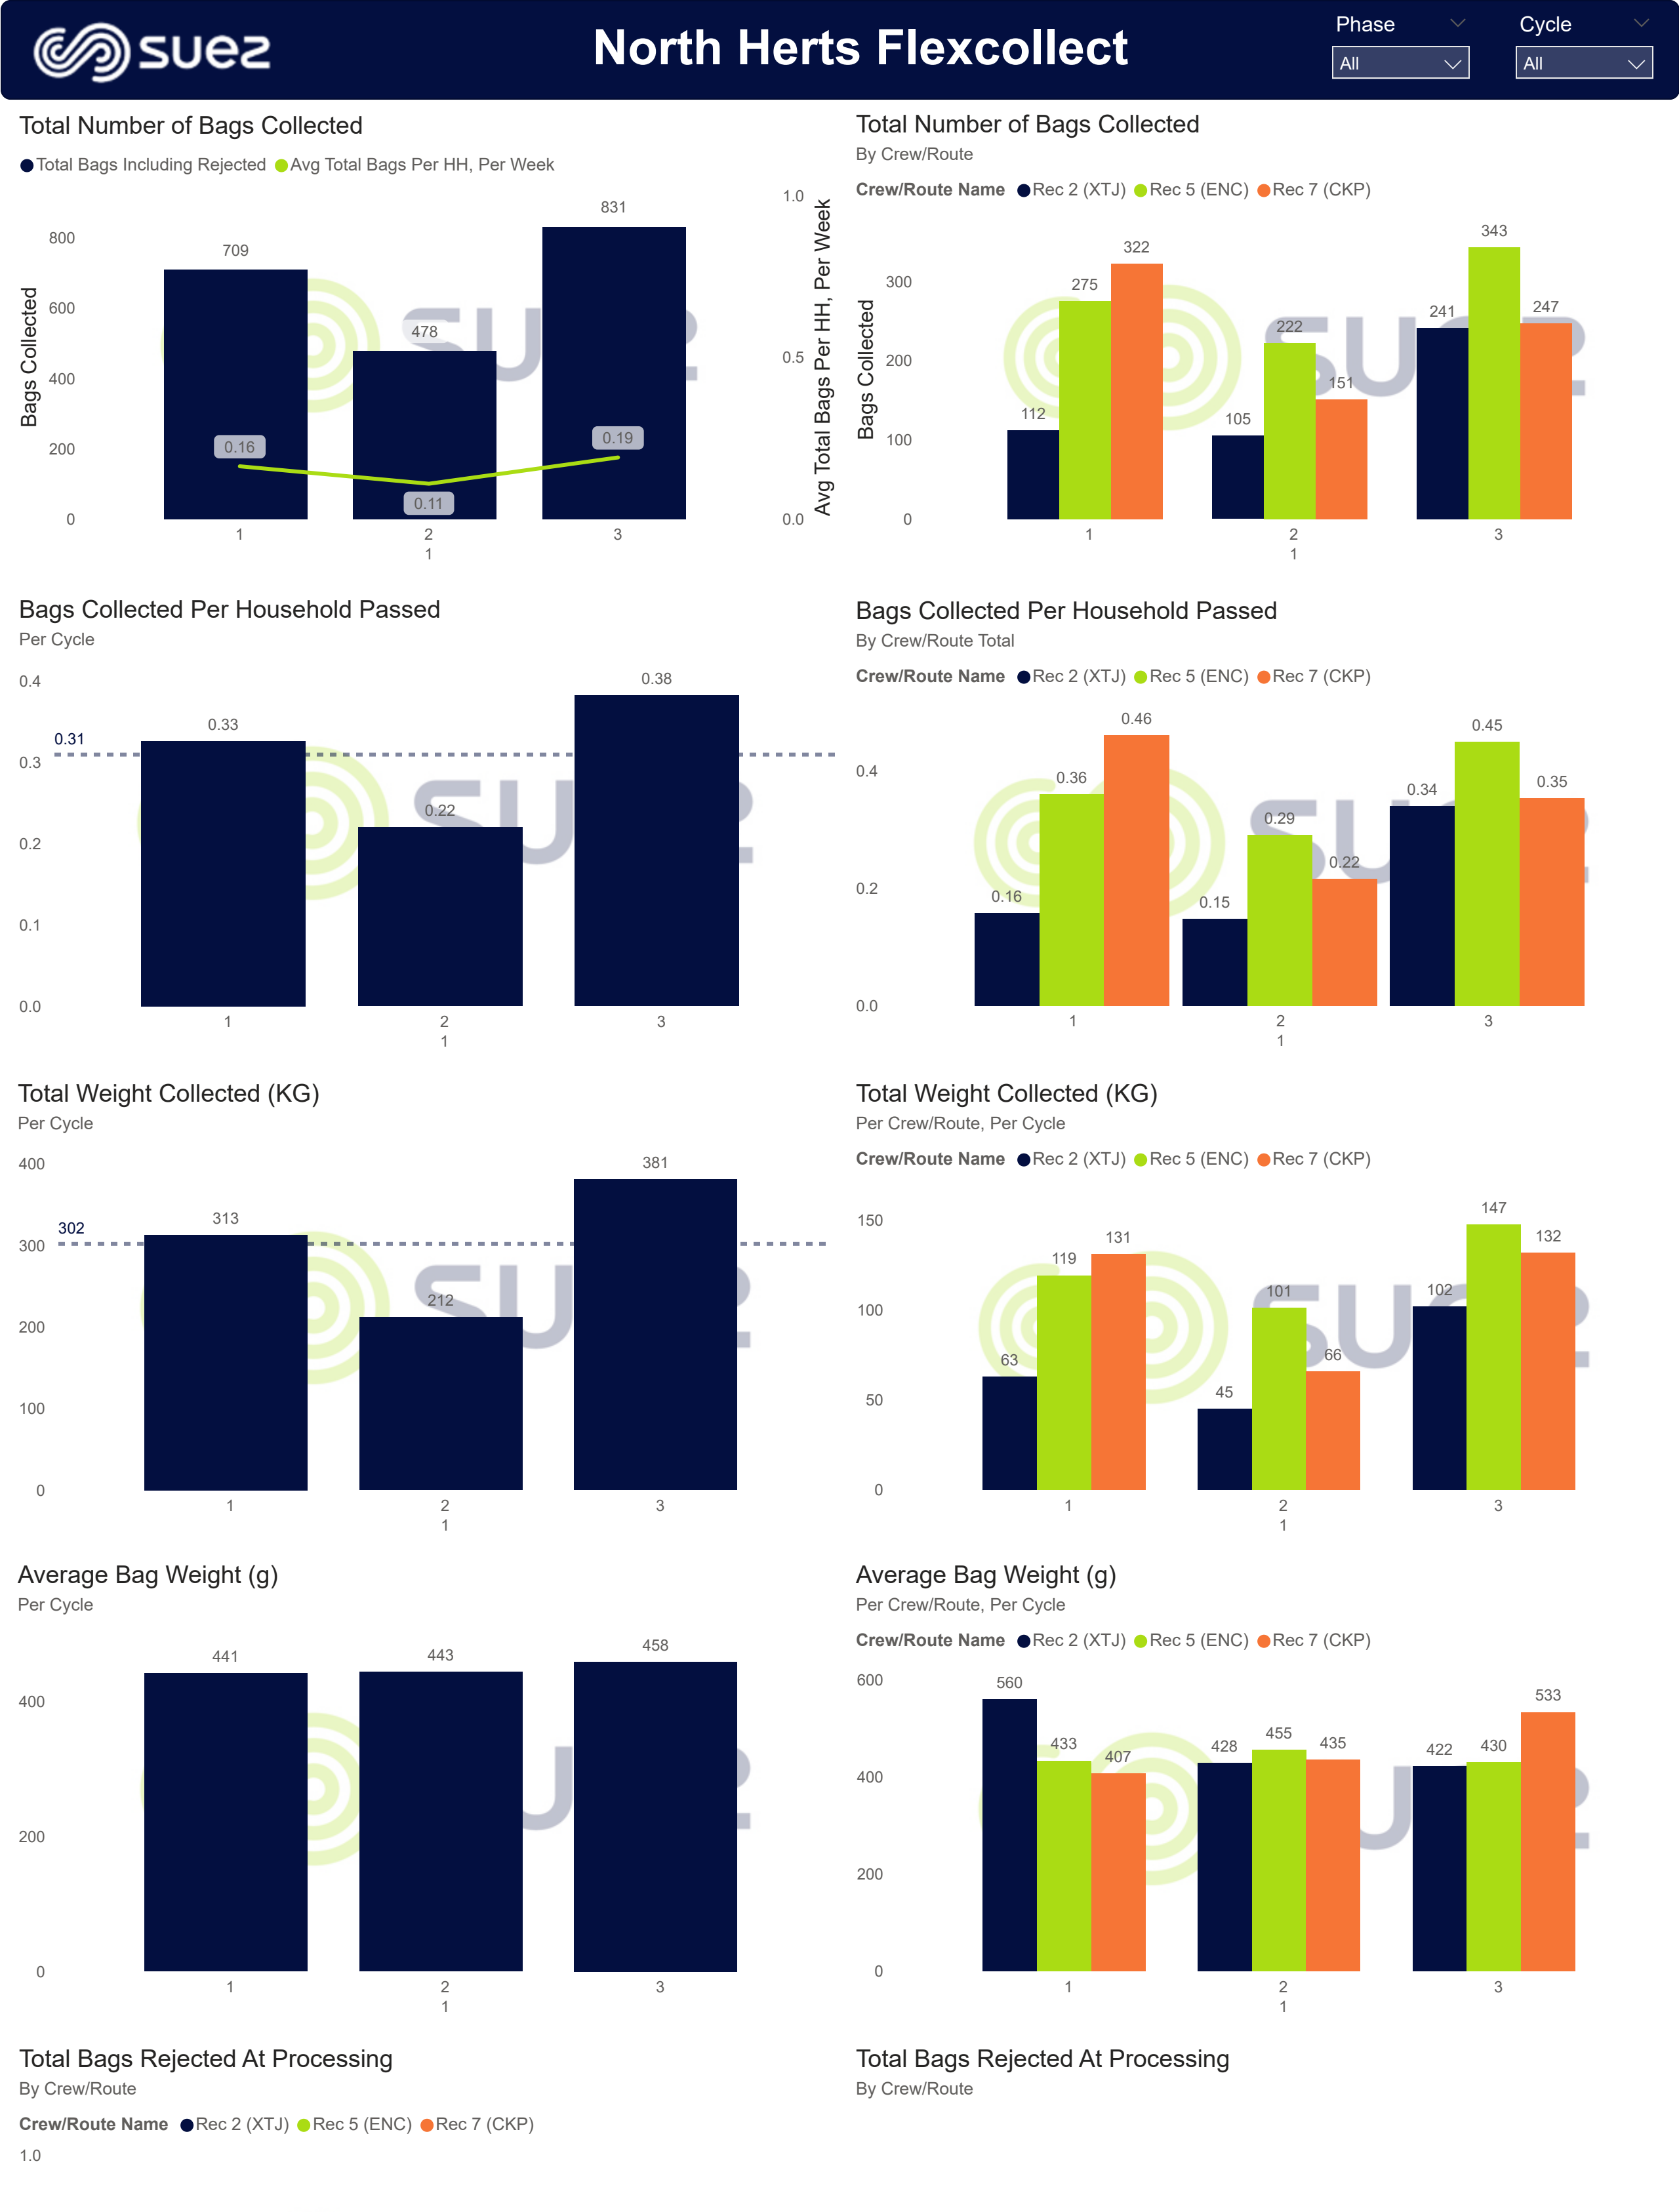 suez
North Herts Flexcollect
Phase
Cycle
All
All
Total Number of Bags Collected
Total Bags Including Rejected Avg Total Bags Per HH, Per Week
Bags Collected
800
600
400
200
0
709
478
831
0.16
0.11
0.19
1.0
0.5
0.0
Avg Total Bags Per HH, Per Week
1 2 3
1
Total Number of Bags Collected
By Crew/Route
Crew/Route Name Rec 2 (XTJ) Rec 5 (ENC) Rec 7 (CKP)
Bags Collected
300
200
100
0
112 275 322
105 222 151
241 343 247
1 2 3
1
Bags Collected Per Household Passed
Per Cycle
0.4
0.3
0.2
0.1
0.0
0.31
0.33
0.22
0.38
1 2 3
1
Bags Collected Per Household Passed
By Crew/Route Total
Crew/Route Name Rec 2 (XTJ) Rec 5 (ENC) Rec 7 (CKP)
0.4
0.2
0.0
0.16 0.36 0.46
0.15 0.29 0.22
0.34 0.45 0.35
1 2 3
1
Total Weight Collected (KG)
Per Cycle
400
300
200
100
0
302
313
212
381
1 2 3
1
Total Weight Collected (KG)
Per Crew/Route, Per Cycle
Crew/Route Name Rec 2 (XTJ) Rec 5 (ENC) Rec 7 (CKP)
150
100
50
0
63 119 131
45 101 66
102 147 132
1 2 3
1
Average Bag Weight (g)
Per Cycle
400
200
0
441
443
458
1 2 3
1
Average Bag Weight (g)
Per Crew/Route, Per Cycle
Crew/Route Name Rec 2 (XTJ) Rec 5 (ENC) Rec 7 (CKP)
600
400
200
0
560 433 407
428 455 435
422 430 533
1 2 3
1
Total Bags Rejected At Processing
By Crew/Route
Crew/Route Name Rec 2 (XTJ) Rec 5 (ENC) Rec 7 (CKP)
1.0
Total Bags Rejected At Processing
By Crew/Route